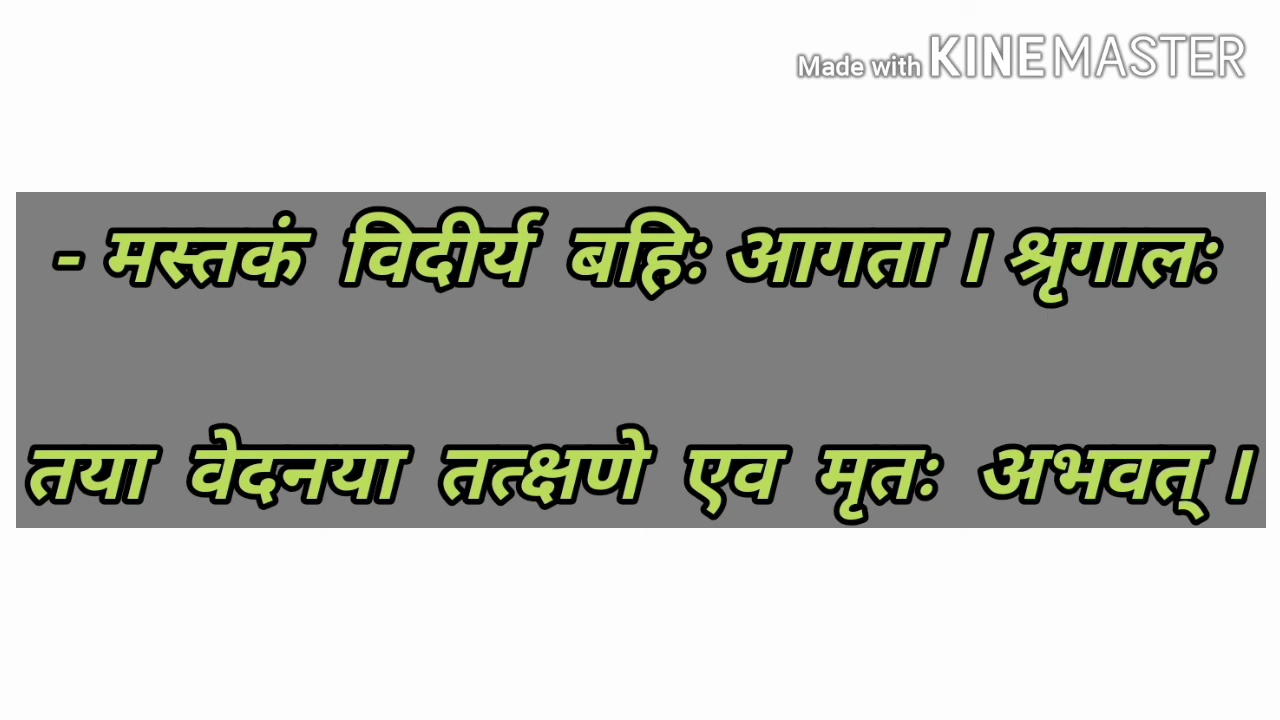 Made with KINEMASTER
- मस्तकं विदीर्य बहिः आगता । श्रृगालः
तया वेदनया तत्क्षणे एव मृतः अभवत् ।